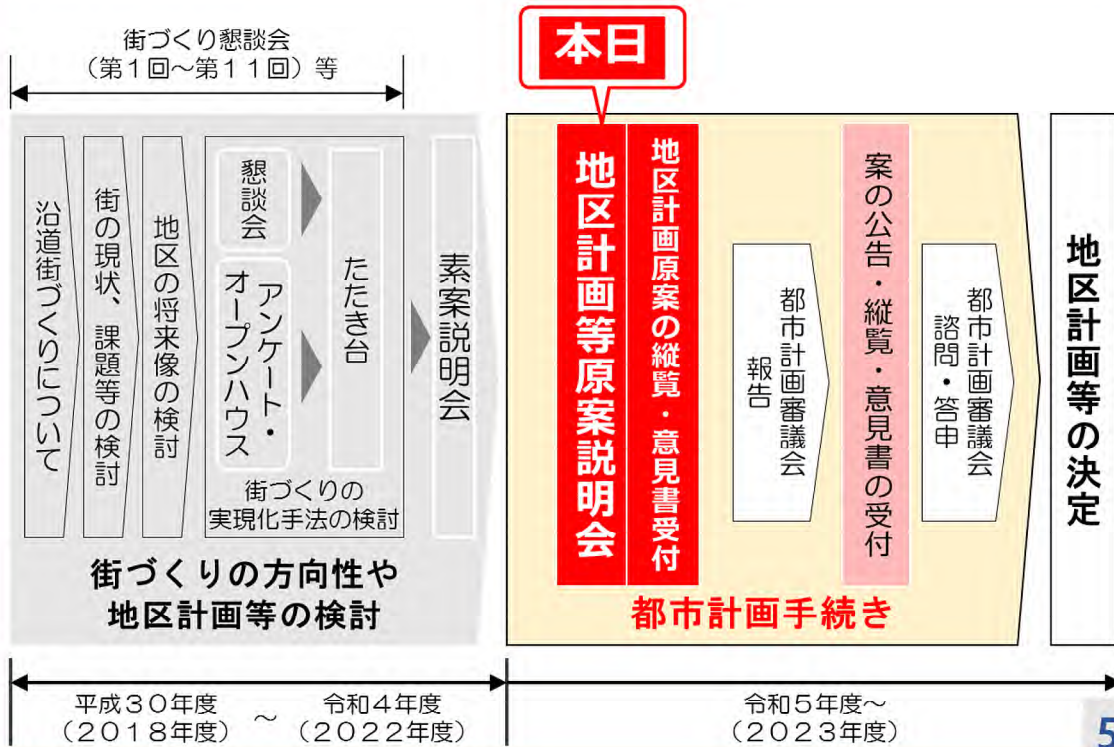 街づくり懇談会
（第１回～第１１回）等
本日
沿道街づくりについて
街の現状、課題等の検討
地区の将来像の検討
懇談会
アンケート・
オープンハウス
たたき台
街づくりの
実現化手法の検討
素案説明会
街づくりの方向性や
地区計画等の検討
地区計画等原案説明会
地区計画原案の縦覧・意見書受付
都市計画審議会
報告
案の公告・縦覧・意見書の受付
都市計画審議会
諮問・答申
都市計画手続き
地区計画等の決定
平成３０年度
（２０１８年度）
～
令和４年度
（２０２２年度）
令和５年度～
（２０２３年度）
5